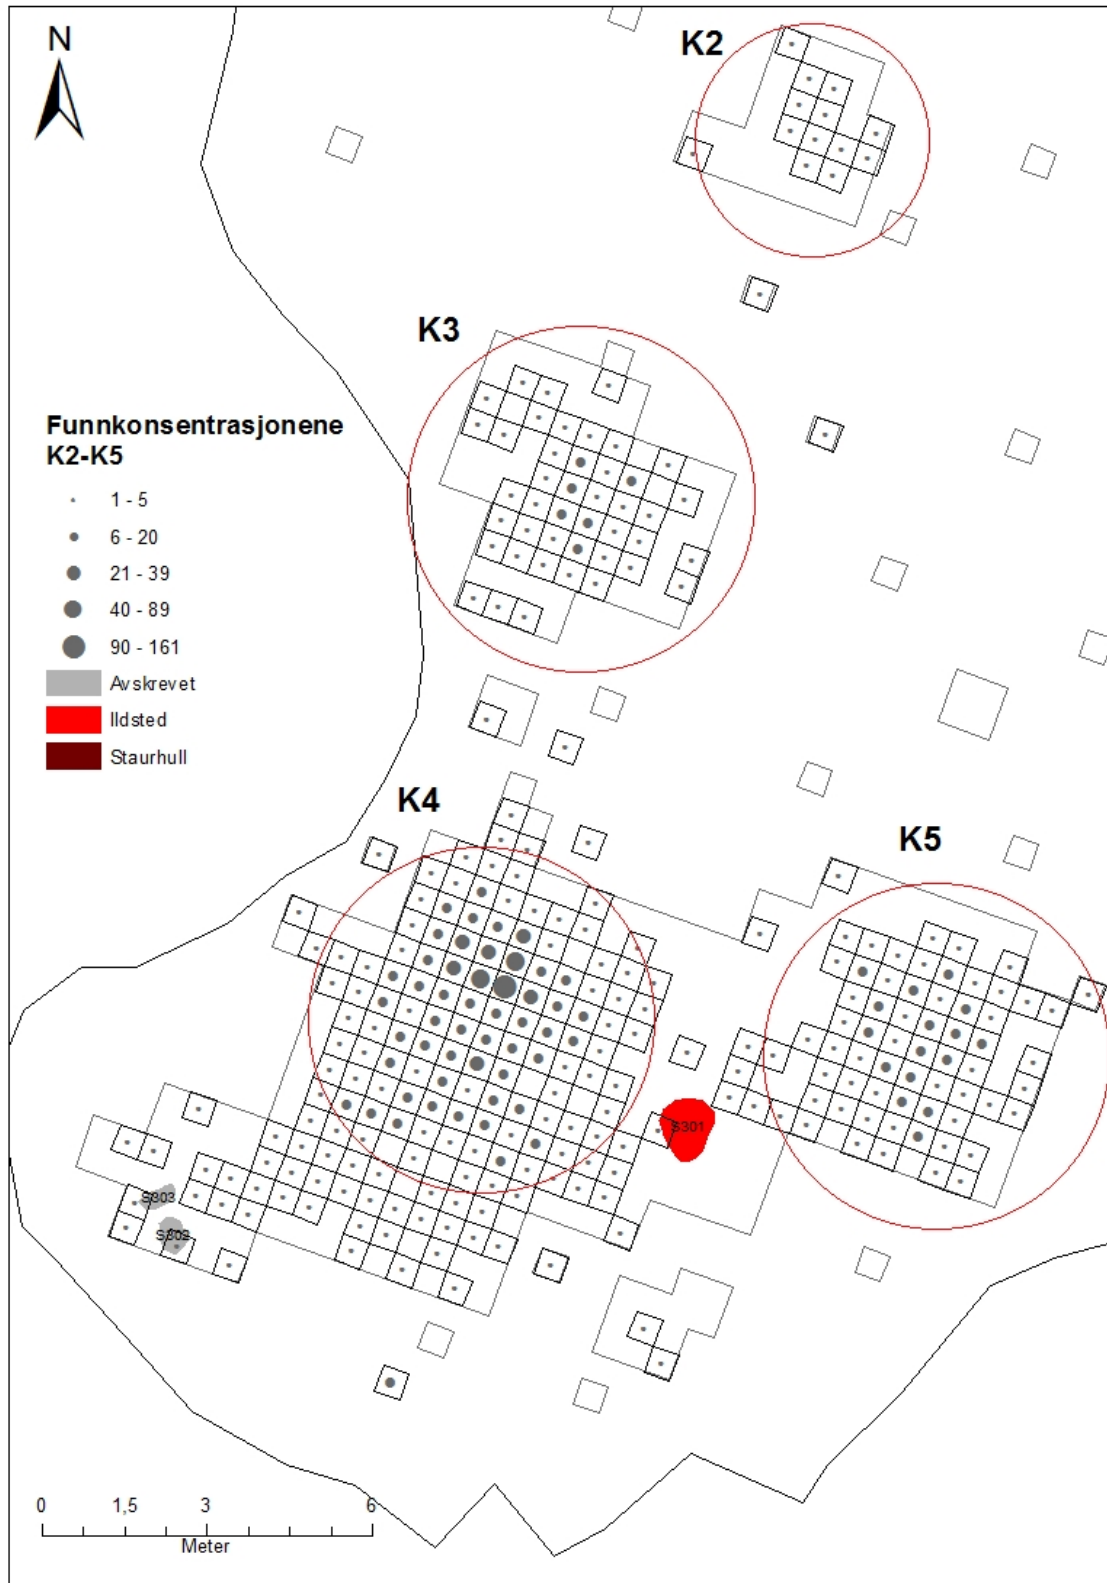 N
K2
K3
Funnkonsentrasjonene
K2-K5
1 - 5
6 - 20
21 - 39
40 - 89
90 - 161
Avskrevet
Ildsted
Staurhull
K4
K5
S301
S303
S302
0 1,5 3 6
Meter